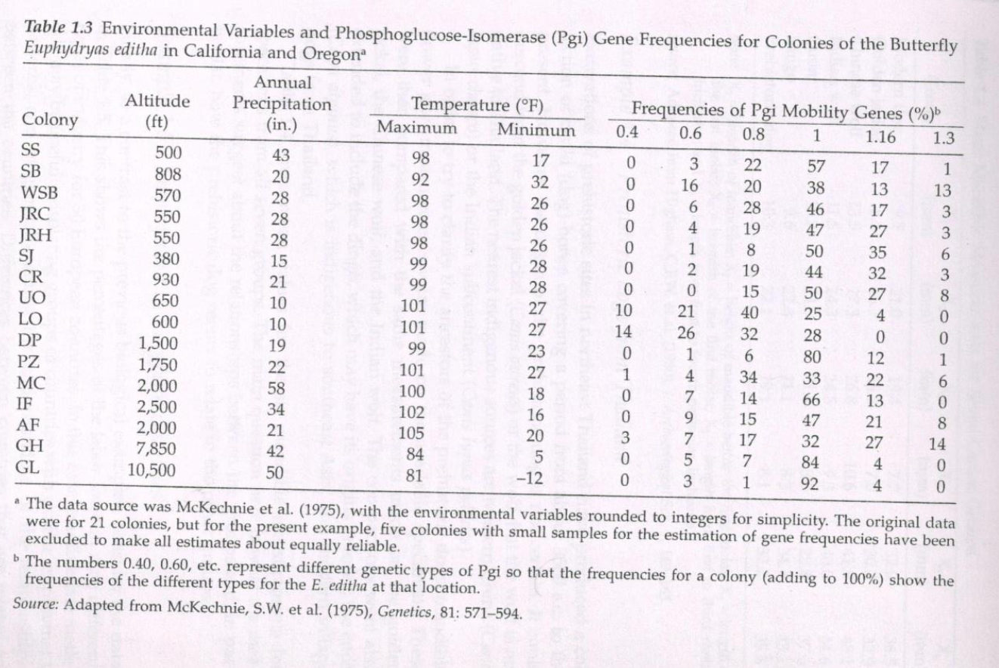 Table 1.3 Environmental Variables and Phosphoglucose-Isomerase (Pgi) Gene Frequencies for Colonies of the Butterfly
Euphydryas editha in California and Oregonᵃ
Annual
Altitude Precipitation Temperature (°F) Frequencies of Pgi Mobility Genes (%)ᵇ
Colony (ft) (in.) Maximum Minimum 0.4 0.6 0.8 1 1.16 1.3
SS 500 43 98 17 0 3 22 57 17 1
SB 808 20 92 32 0 16 20 38 13 13
WSB 570 28 98 26 0 6 28 46 17 3
JRC 550 28 98 26 0 4 19 47 27 3
JRH 550 28 98 26 0 1 8 50 35 6
SJ 380 15 99 28 0 2 19 44 32 3
CR 930 21 99 28 0 0 15 50 27 8
UO 650 10 101 27 10 21 40 25 4 0
LO 600 10 101 27 14 26 32 28 0 0
DP 1,500 19 99 23 0 1 6 80 12 1
PZ 1,750 22 101 27 1 4 34 33 22 6
MC 2,000 58 100 18 0 7 14 66 13 0
IF 2,500 34 102 16 0 9 15 47 21 8
AF 2,000 21 105 20 3 7 17 32 27 14
GH 7,850 42 84 5 0 5 7 84 4 0
GL 10,500 50 81 –12 0 3 1 92 4 0
ᵃ The data source was McKechnie et al. (1975), with the environmental variables rounded to integers for simplicity. The original data
were for 21 colonies, but for the present example, five colonies with small samples for the estimation of gene frequencies have been
excluded to make all estimates about equally reliable.
ᵇ The numbers 0.40, 0.60, etc. represent different genetic types of Pgi so that the frequencies for a colony (adding to 100%) show the
frequencies of the different types for the E. editha at that location.
Source: Adapted from McKechnie, S.W. et al. (1975), Genetics, 81: 571–594.